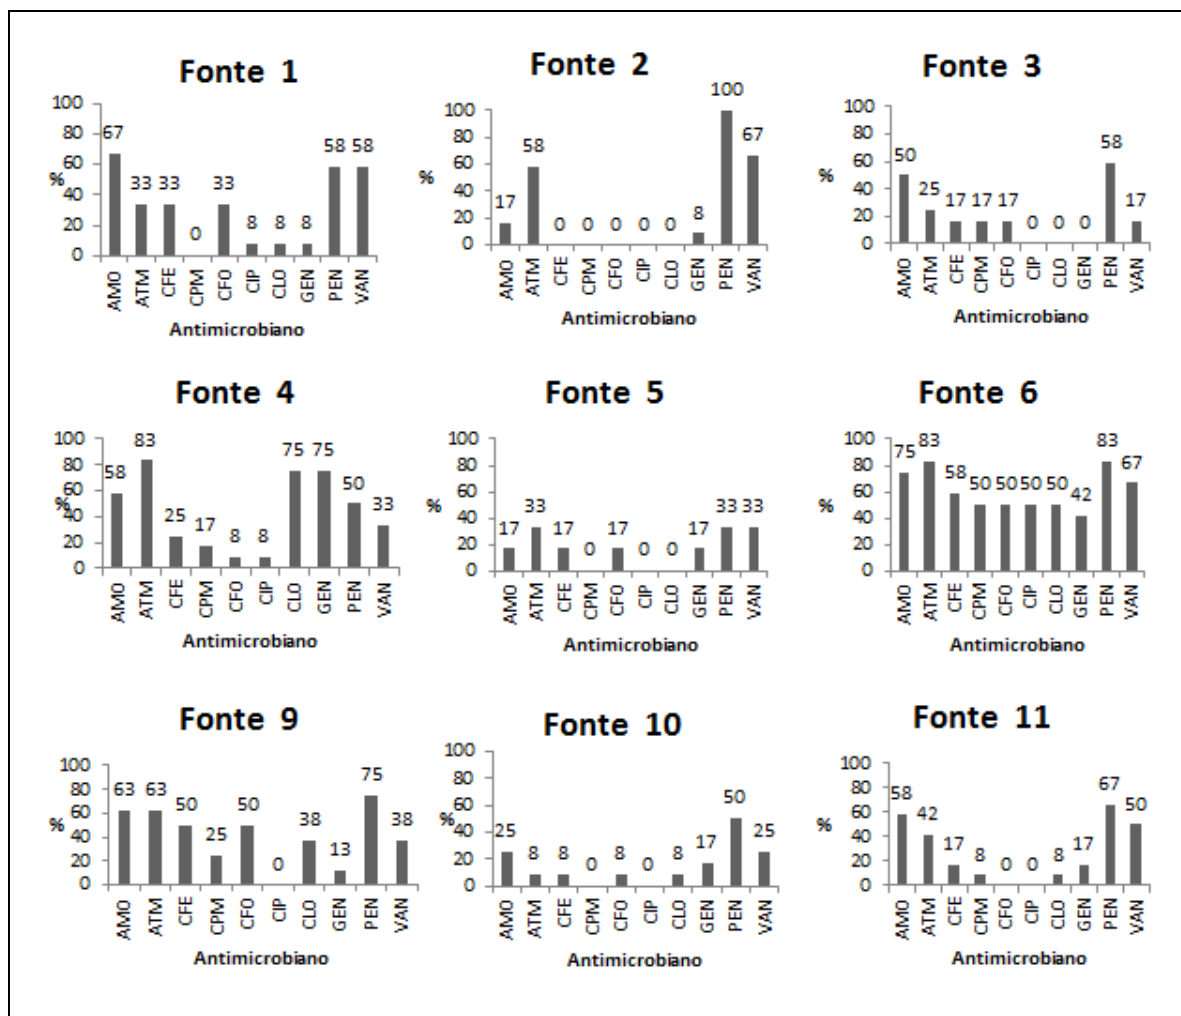 Fonte 1
100
80
60
%
40
20
0
67 33 33 0 33 8 8 8 58 58
AMO ATM CFE CPM CFO CIP CLO GEN PEN VAN
Antimicrobiano
Fonte 2
100
80
60
%
40
20
0
17 58 0 0 0 0 0 8 100 67
AMO ATM CFE CPM CFO CIP CLO GEN PEN VAN
Antimicrobiano
Fonte 3
100
80
60
%
40
20
0
50 25 17 17 17 0 0 0 58 17
AMO ATM CFE CPM CFO CIP CLO GEN PEN VAN
Antimicrobiano
Fonte 4
100
80
60
%
40
20
0
58 83 25 17 8 8 75 75 50 33
AMO ATM CFE CPM CFO CIP CLO GEN PEN VAN
Antimicrobiano
Fonte 5
100
80
60
%
40
20
0
17 33 17 0 17 0 0 17 33 33
AMO ATM CFE CPM CFO CIP CLO GEN PEN VAN
Antimicrobiano
Fonte 6
100
80
60
%
40
20
0
75 83 58 50 50 50 50 42 83 67
AMO ATM CFE CPM CFO CIP CLO GEN PEN VAN
Antimicrobiano
Fonte 9
100
80
60
%
40
20
0
63 63 50 25 50 0 38 13 75 38
AMO ATM CFE CPM CFO CIP CLO GEN PEN VAN
Antimicrobiano
Fonte 10
100
80
60
%
40
20
0
25 8 8 0 8 0 8 17 50 25
AMO ATM CFE CPM CFO CIP CLO GEN PEN VAN
Antimicrobiano
Fonte 11
100
80
60
%
40
20
0
58 42 17 8 0 0 8 17 67 50
AMO ATM CFE CPM CFO CIP CLO GEN PEN VAN
Antimicrobiano